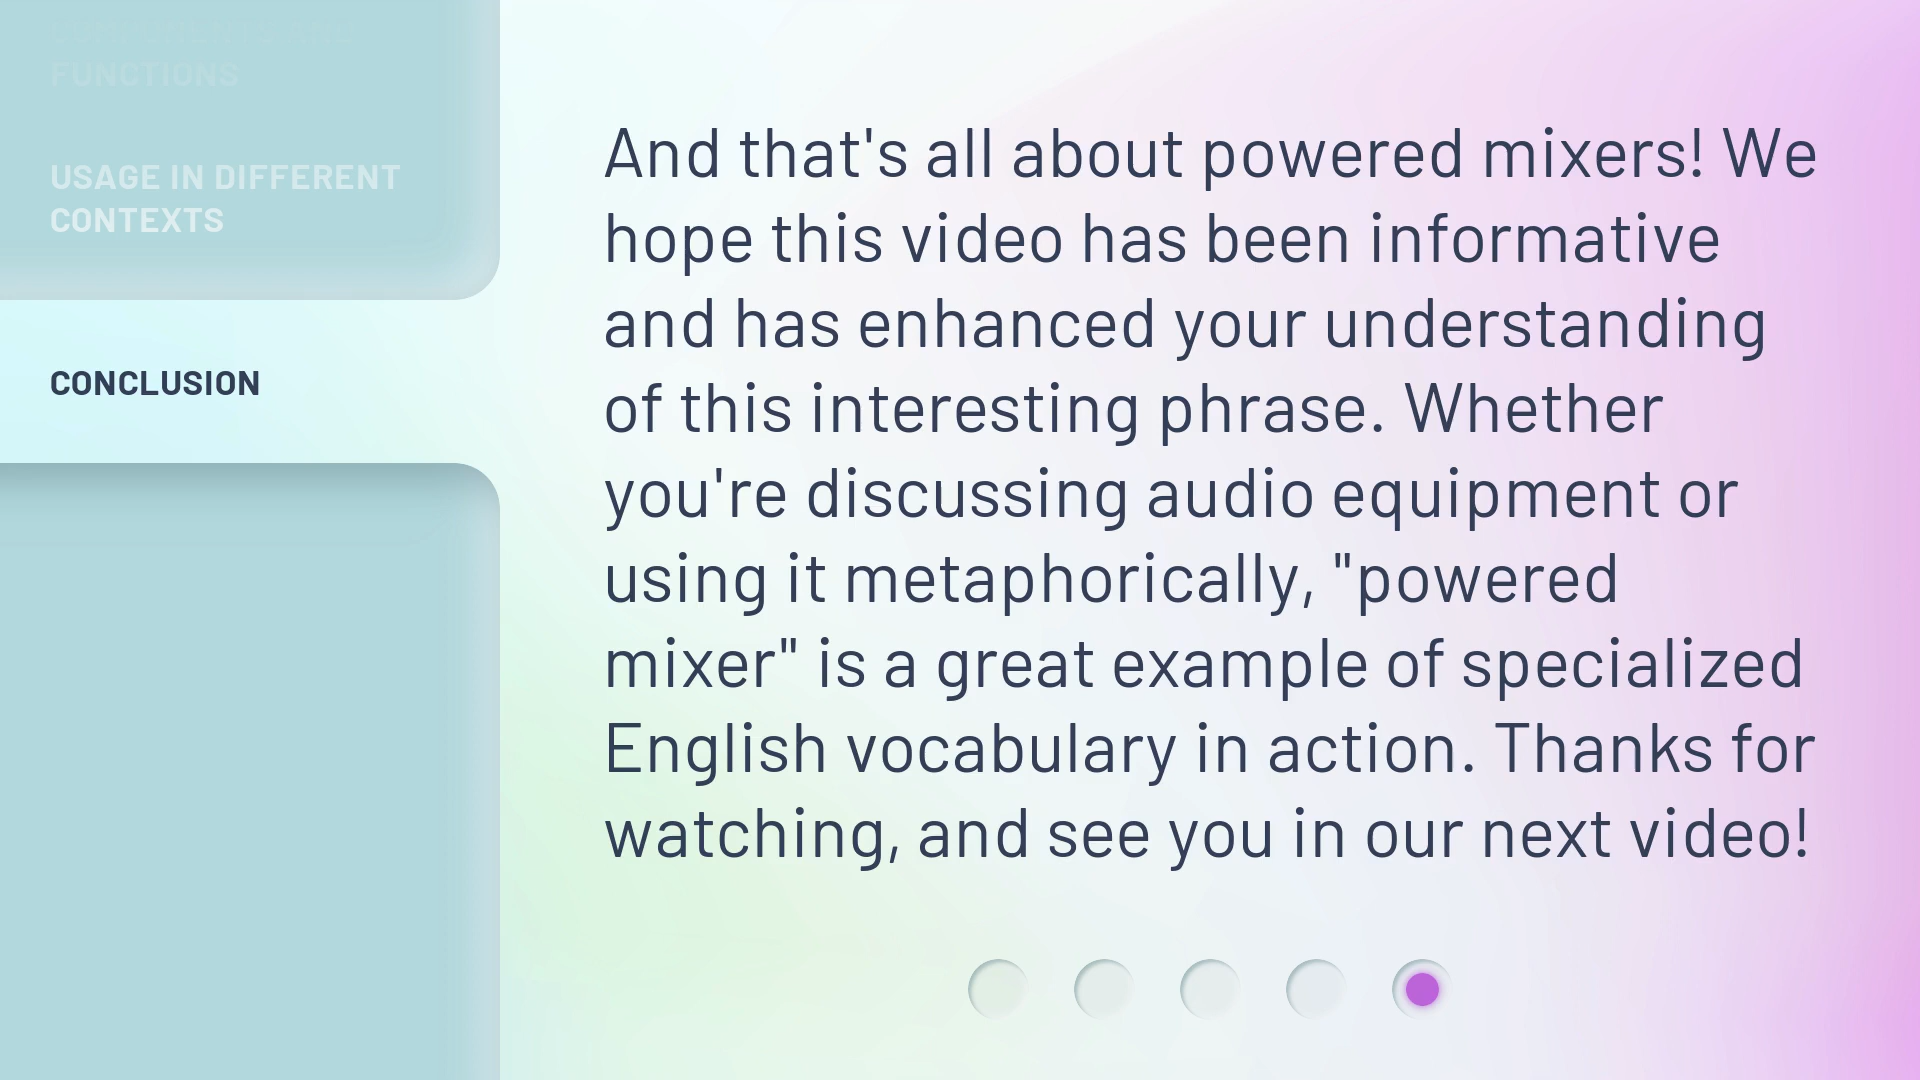 COMPONENTS AND
FUNCTIONS
USAGE IN DIFFERENT
CONTEXTS
CONCLUSION
And that's all about powered mixers! We
hope this video has been informative
and has enhanced your understanding
of this interesting phrase. Whether
you're discussing audio equipment or
using it metaphorically, "powered
mixer" is a great example of specialized
English vocabulary in action. Thanks for
watching, and see you in our next video!